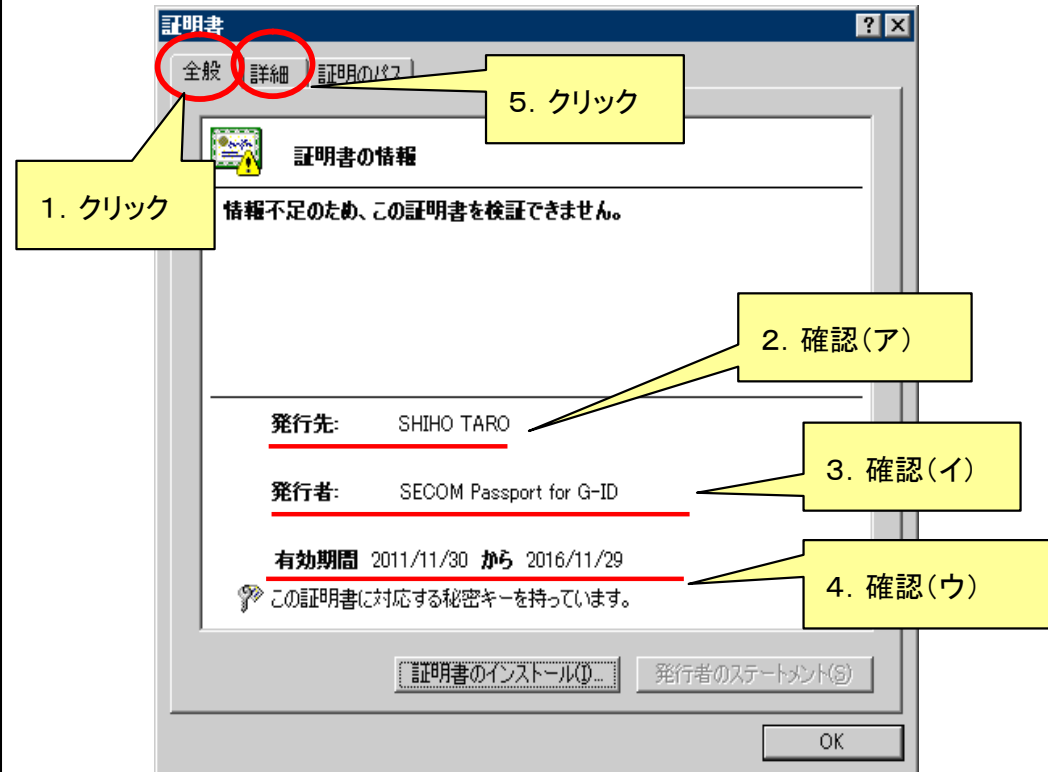 証明書
全般 詳細 証明のパス
5．クリック
証明書の情報
1．クリック
情報不足のため、この証明書を検証できません。
2．確認（ア）
発行先: SHIHO TARO
3．確認（イ）
発行者: SECOM Passport for G-ID
有効期間 2011/11/30 から 2016/11/29
4．確認（ウ）
この証明書に対応する秘密キーを持っています。
証明書のインストール(I)... 発行者のステートメント(S)
OK